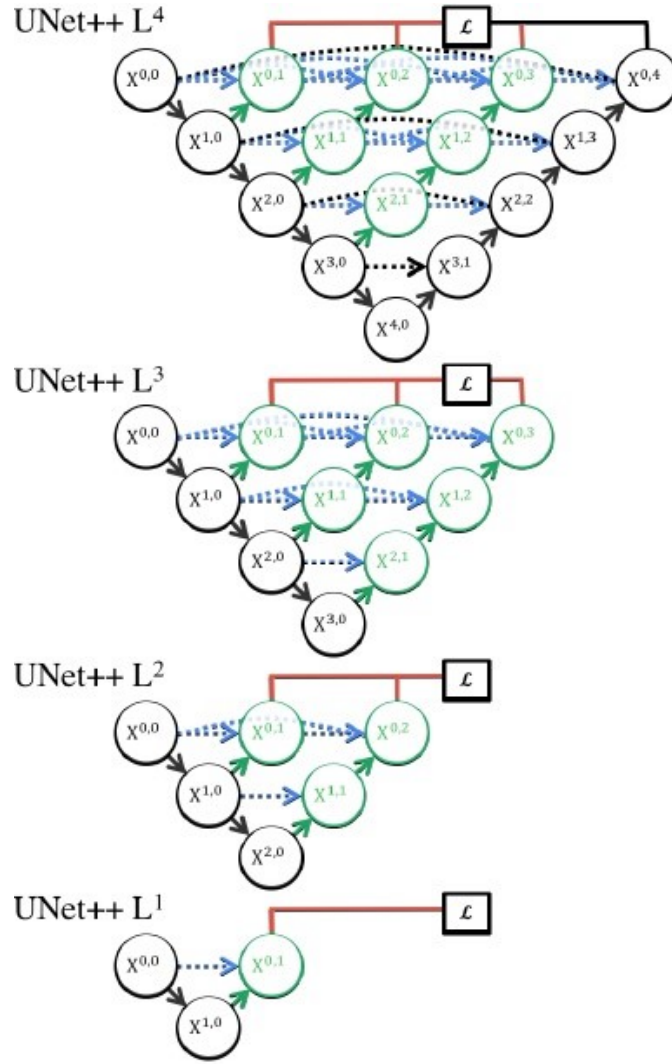 UNet++ L⁴
ℒ
X⁰,⁰ X⁰,¹ X⁰,² X⁰,³ X⁰,⁴
X¹,⁰ X¹,¹ X¹,² X¹,³
X²,⁰ X²,¹ X²,²
X³,⁰ X³,¹
X⁴,⁰
UNet++ L³
ℒ
X⁰,⁰ X⁰,¹ X⁰,² X⁰,³
X¹,⁰ X¹,¹ X¹,²
X²,⁰ X²,¹
X³,⁰
UNet++ L²
ℒ
X⁰,⁰ X⁰,¹ X⁰,²
X¹,⁰ X¹,¹
X²,⁰
UNet++ L¹
ℒ
X⁰,⁰ X⁰,¹
X¹,⁰